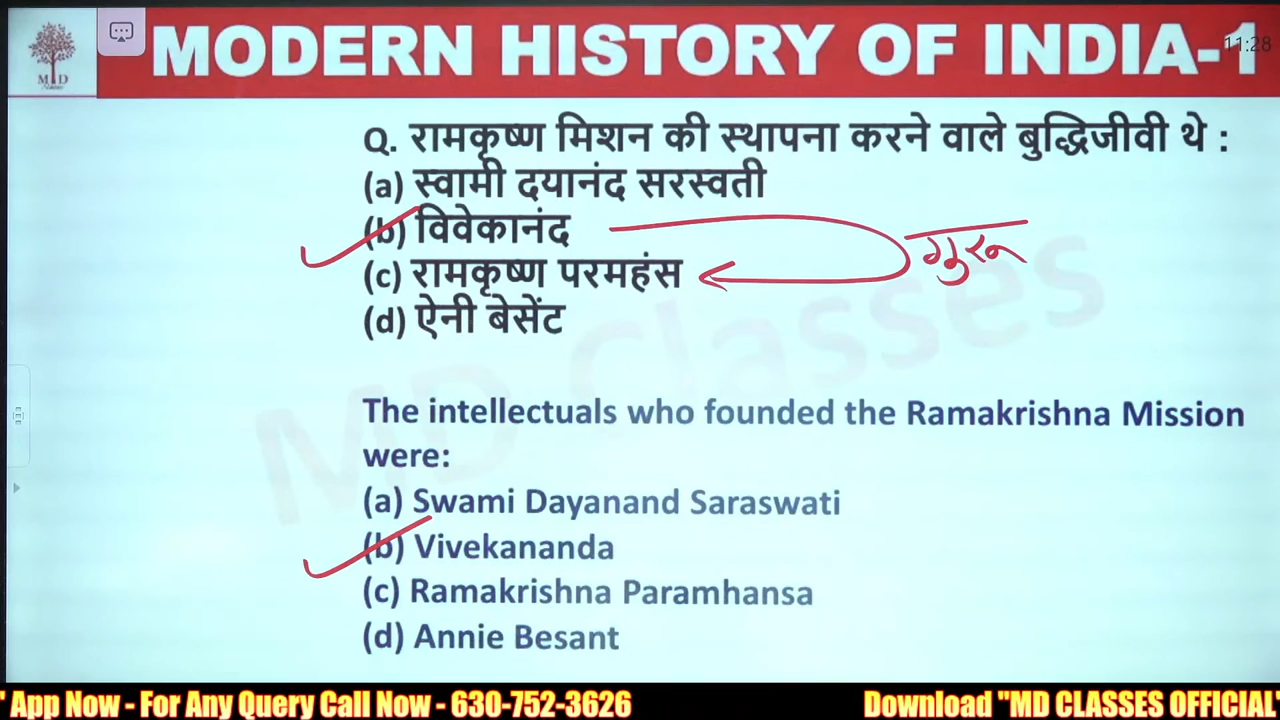 MODERN HISTORY OF INDIA-1
11:28
MD
Classes
Q. रामकृष्ण मिशन की स्थापना करने वाले बुद्धिजीवी थे :
(a) स्वामी दयानंद सरस्वती
(b) विवेकानंद
गुरू
(c) रामकृष्ण परमहंस
(d) ऐनी बेसेंट
MD Classes
The intellectuals who founded the Ramakrishna Mission
were:
(a) Swami Dayanand Saraswati
(b) Vivekananda
(c) Ramakrishna Paramhansa
(d) Annie Besant
" App Now - For Any Query Call Now - 630-752-3626
Download "MD CLASSES OFFICIAL"